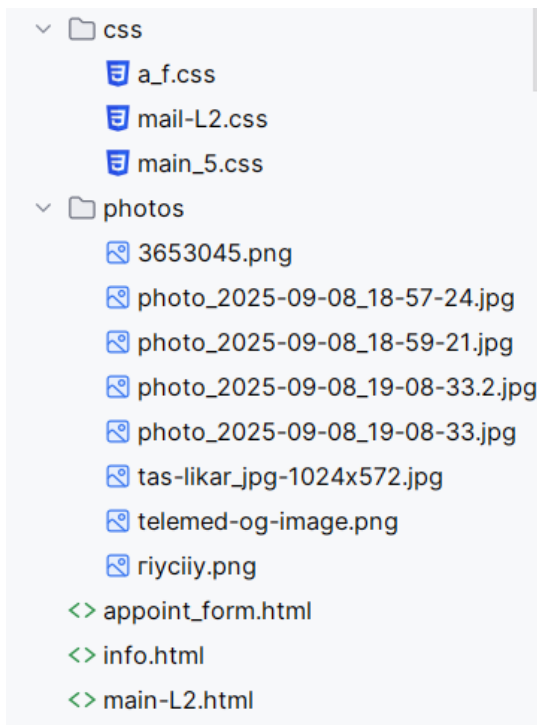 css
a_f.css
mail-L2.css
main_5.css
photos
3653045.png
photo_2025-09-08_18-57-24.jpg
photo_2025-09-08_18-59-21.jpg
photo_2025-09-08_19-08-33.2.jpg
photo_2025-09-08_19-08-33.jpg
tas-likar_jpg-1024x572.jpg
telemed-og-image.png
гіусііу.png
appoint_form.html
info.html
main-L2.html